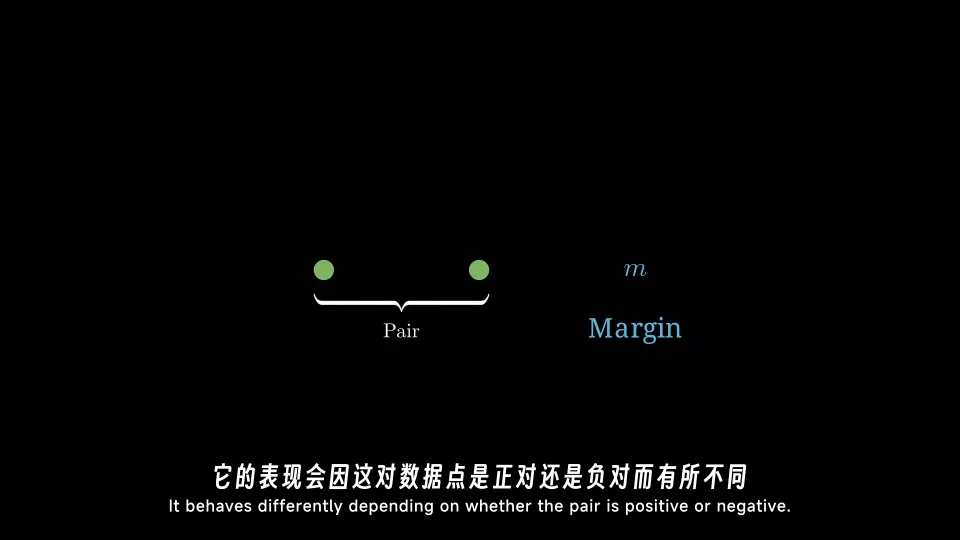 m
Pair
Margin
它的表现会因这对数据点是正对还是负对而有所不同
It behaves differently depending on whether the pair is positive or negative.